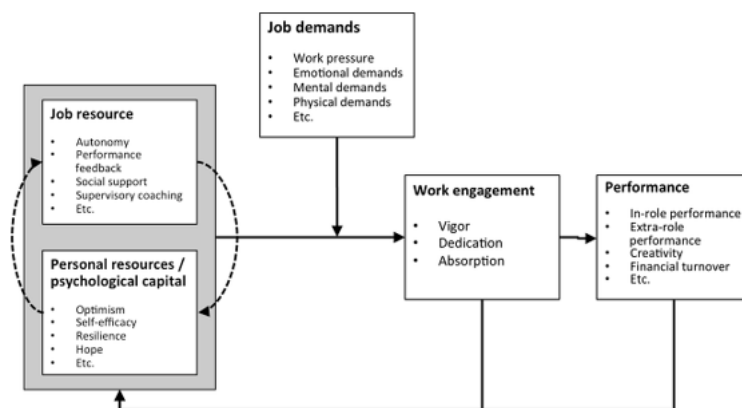 Job demands
• Work pressure
• Emotional demands
• Mental demands
• Physical demands
• Etc.
Job resource
• Autonomy
• Performance
feedback
• Social support
• Supervisory coaching
• Etc.
Personal resources /
psychological capital
• Optimism
• Self-efficacy
• Resilience
• Hope
• Etc.
Work engagement
• Vigor
• Dedication
• Absorption
Performance
• In-role performance
• Extra-role
performance
• Creativity
• Financial turnover
• Etc.